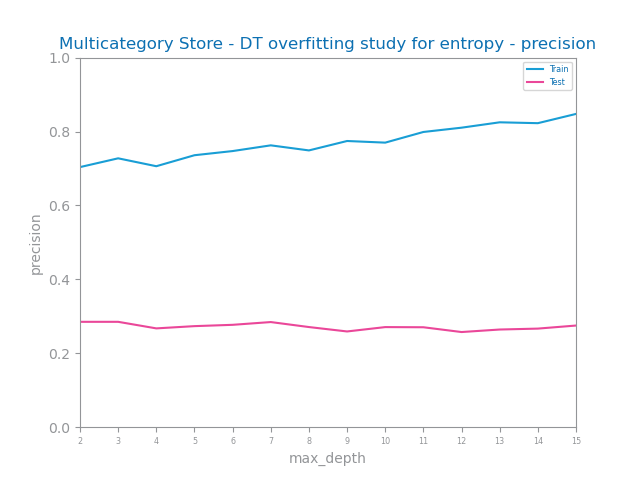 Multicategory Store - DT overfitting study for entropy - precision
1.0
Train
Test
0.8
0.6
precision
0.4
0.2
0.0
2 3 4 5 6 7 8 9 10 11 12 13 14 15
max_depth